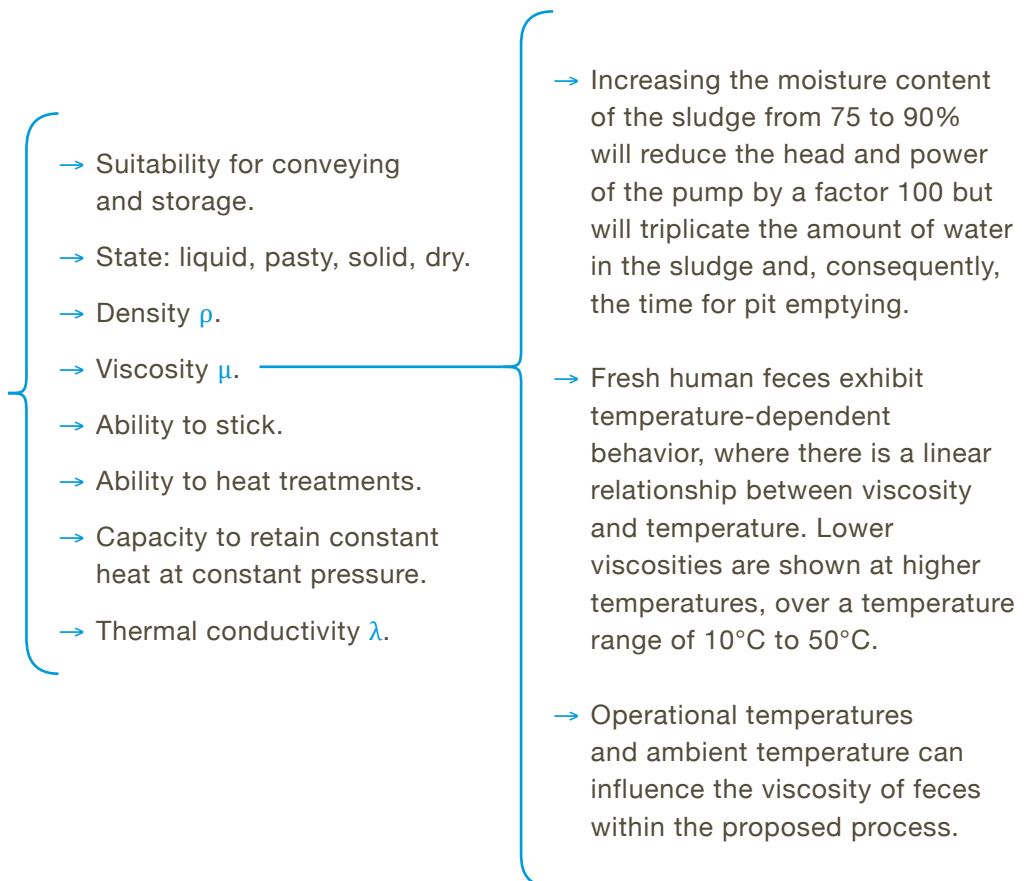 → Suitability for conveying
and storage.
→ State: liquid, pasty, solid, dry.
→ Density ρ.
→ Viscosity μ.
→ Ability to stick.
→ Ability to heat treatments.
→ Capacity to retain constant
heat at constant pressure.
→ Thermal conductivity λ.
→ Increasing the moisture content
of the sludge from 75 to 90%
will reduce the head and power
of the pump by a factor 100 but
will triplicate the amount of water
in the sludge and, consequently,
the time for pit emptying.
→ Fresh human feces exhibit
temperature-dependent
behavior, where there is a linear
relationship between viscosity
and temperature. Lower
viscosities are shown at higher
temperatures, over a temperature
range of 10°C to 50°C.
→ Operational temperatures
and ambient temperature can
influence the viscosity of feces
within the proposed process.